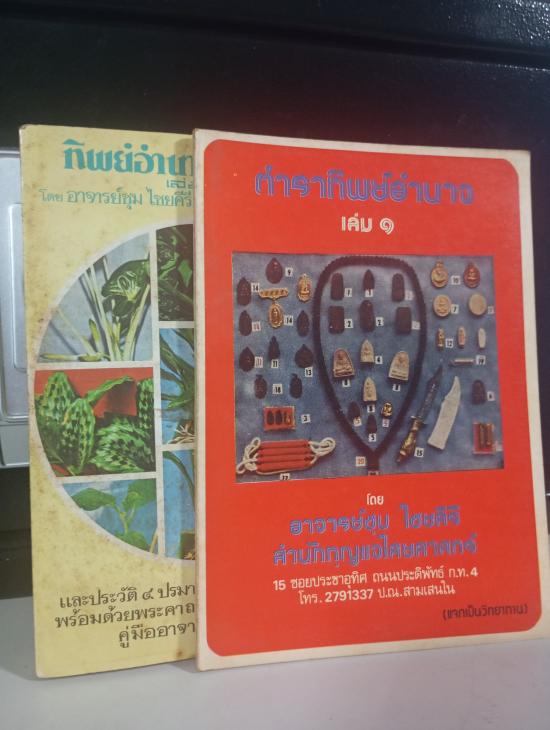 ทิพย์อำนา
เล่
โดย อาจารย์ชุม ไชยคีรี
และประวัติ ๔ ปรมา
พร้อมด้วยพระคาถ
คู่มืออาจา
ตำราทิพย์อำนาจ
เล่ม ๑
โดย
อาจารย์ชุม ไชยคีรี
สำนักกุญแจไสยศาสตร์
15 ซอยประชาอุทิศ ถนนประดิพัทธ์ ก.ท. 4
โทร. 2791337 ป.ณ. สามเสนใน
(แจกเป็นวิทยาทาน)